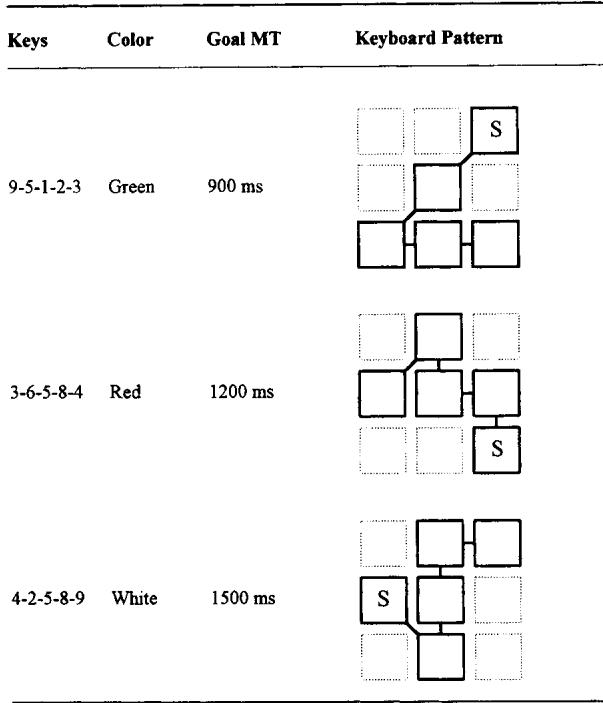 Keys Color Goal MT Keyboard Pattern
S
9-5-1-2-3 Green 900 ms
3-6-5-8-4 Red 1200 ms
S
4-2-5-8-9 White 1500 ms S